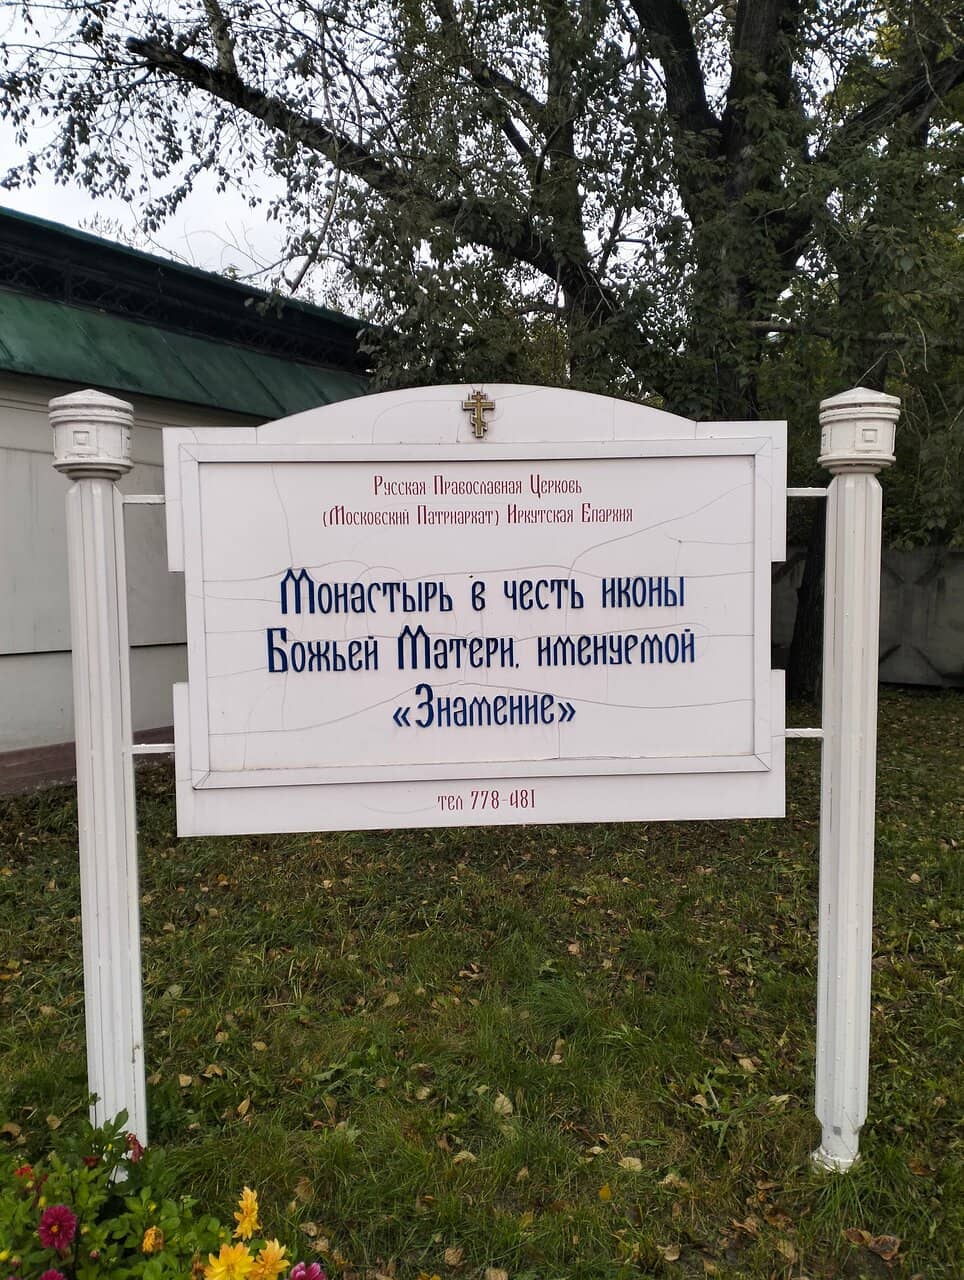 Русская Православная Церковь
(Московский Патриархат) Иркутская Епархия
Монастырь в честь иконы
Божьей Матери, именуемой
«Знамение»
тел 778-481